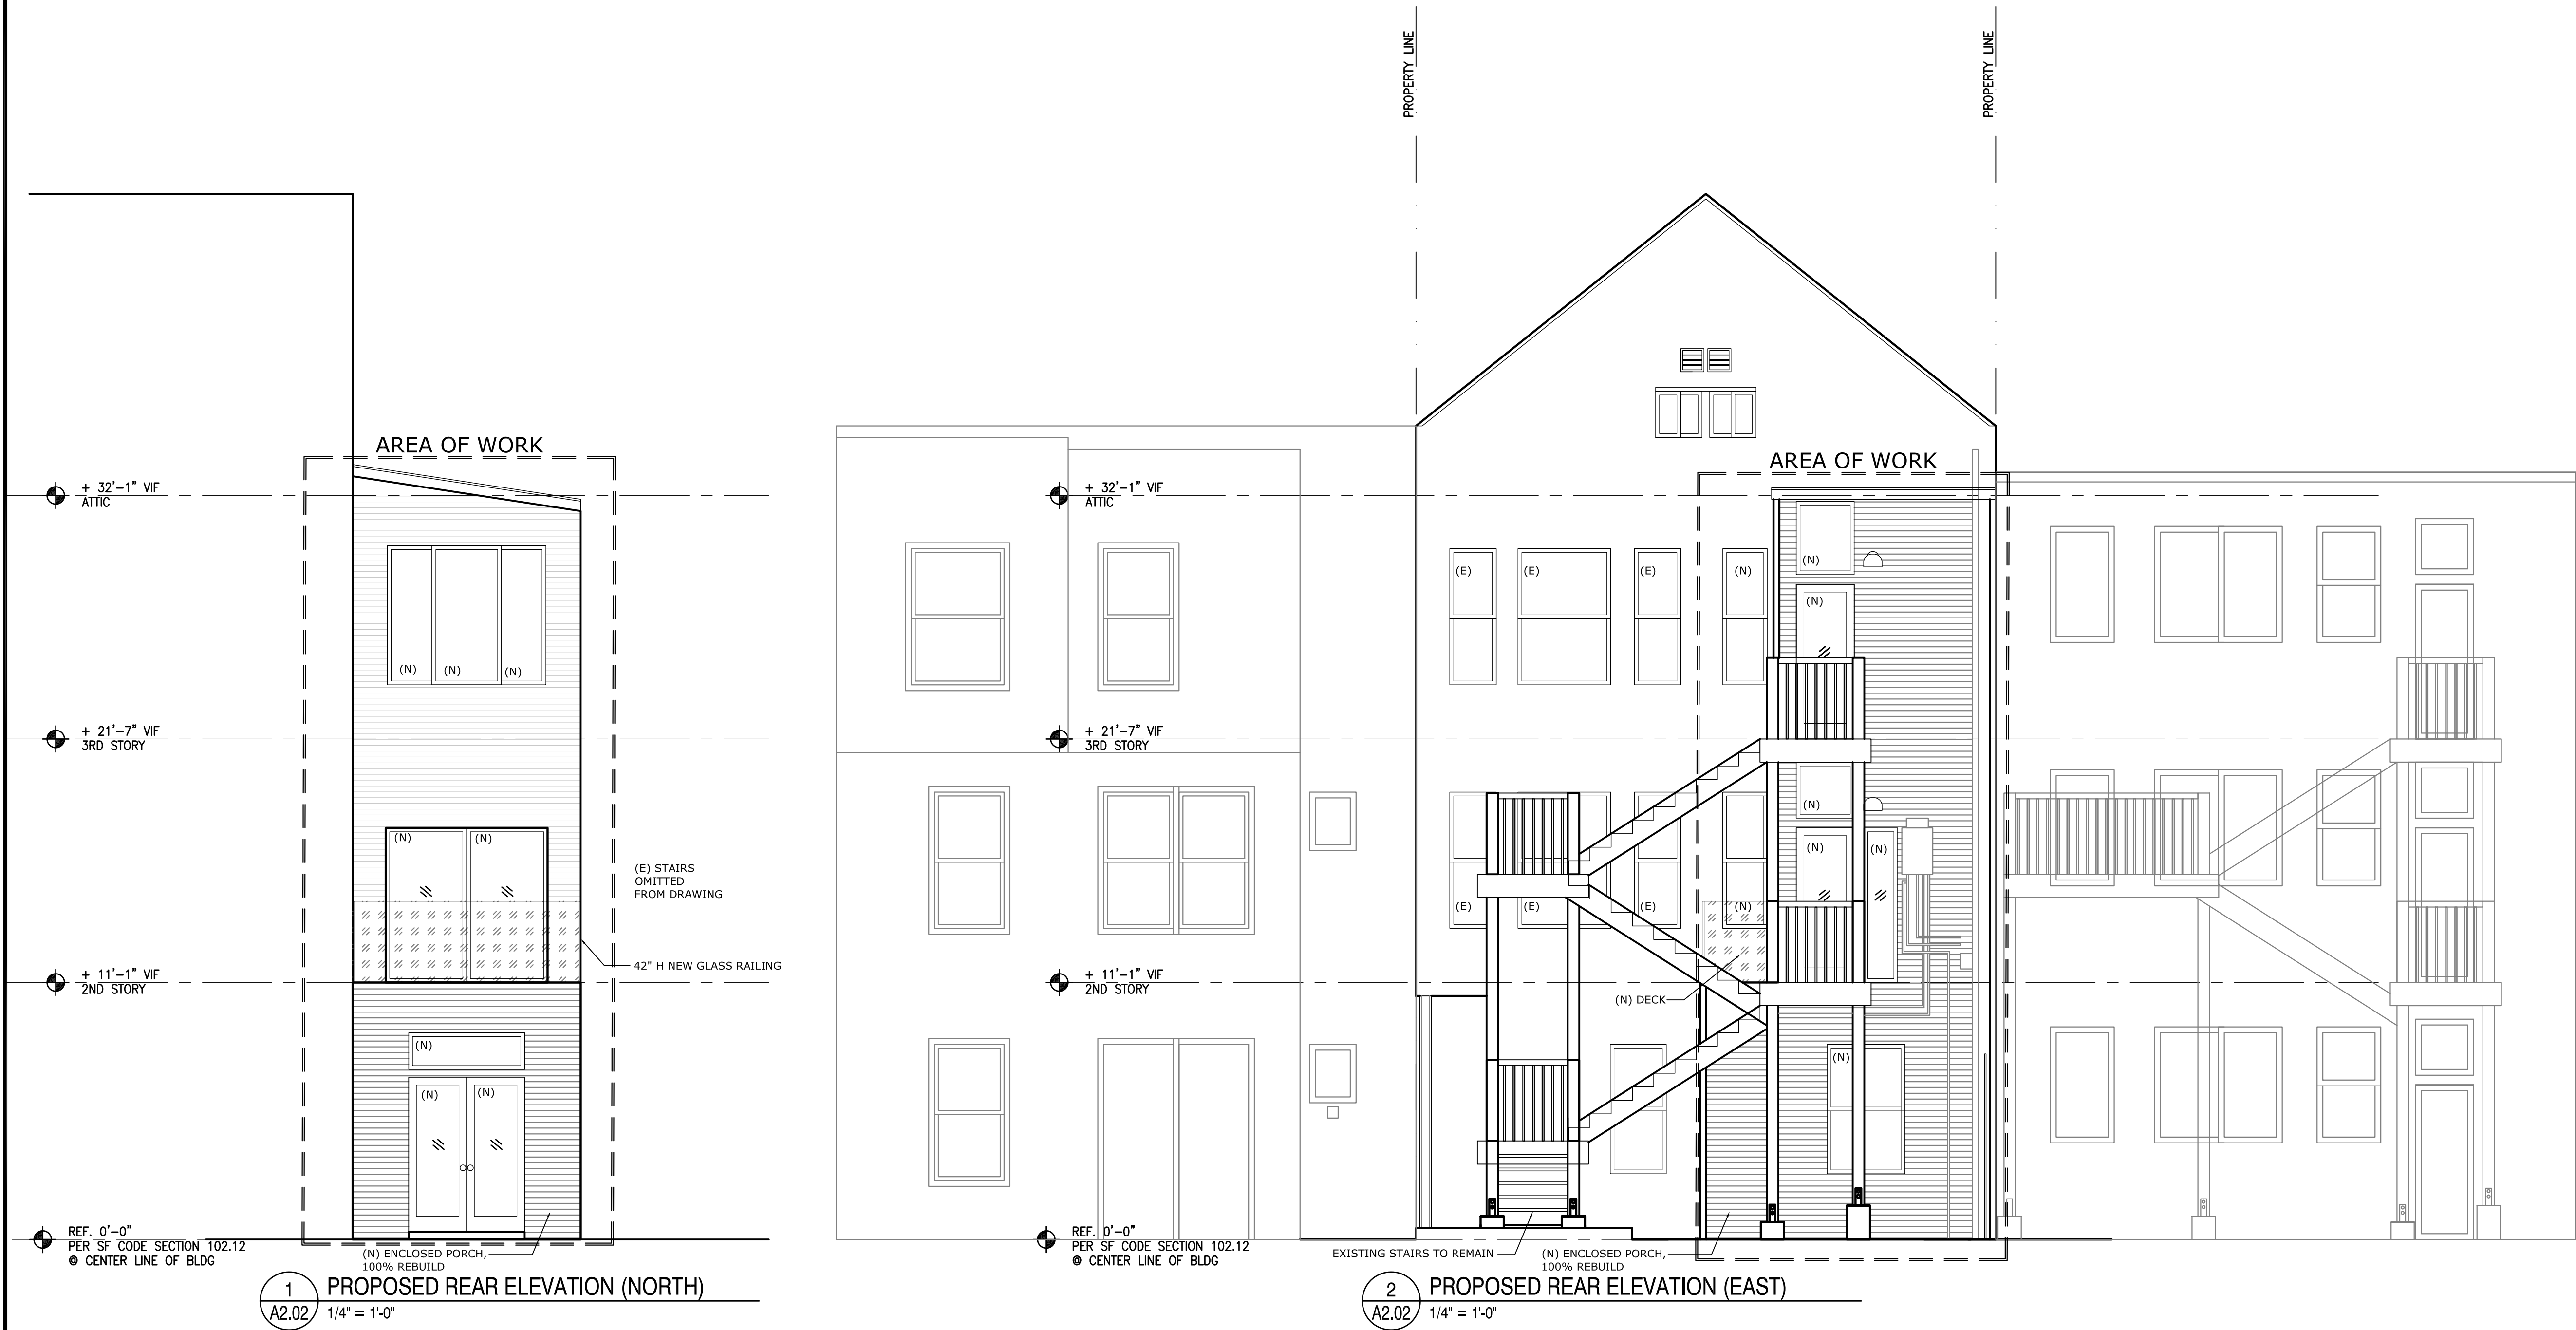 PROPERTY LINE
PROPERTY LINE
AREA OF WORK
+ 32'-1" VIF
ATTIC
(N)
(N)
(N)
+ 21'-7" VIF
3RD STORY
(N)
(N)
(E) STAIRS
OMITTED
FROM DRAWING
42" H NEW GLASS RAILING
+ 11'-1" VIF
2ND STORY
(N)
(N)
(N)
REF. 0'-0"
PER SF CODE SECTION 102.12
@ CENTER LINE OF BLDG
(N) ENCLOSED PORCH,
100% REBUILD
1
A2.02
PROPOSED REAR ELEVATION (NORTH)
1/4" = 1'-0"
AREA OF WORK
+ 32'-1" VIF
ATTIC
(E)
(E)
(E)
(N)
(N)
(N)
+ 21'-7" VIF
3RD STORY
(N)
(N)
(N)
(E)
(E)
(E)
(N)
+ 11'-1" VIF
2ND STORY
(N) DECK
(N)
REF. 0'-0"
PER SF CODE SECTION 102.12
@ CENTER LINE OF BLDG
EXISTING STAIRS TO REMAIN
(N) ENCLOSED PORCH,
100% REBUILD
2
A2.02
PROPOSED REAR ELEVATION (EAST)
1/4" = 1'-0"